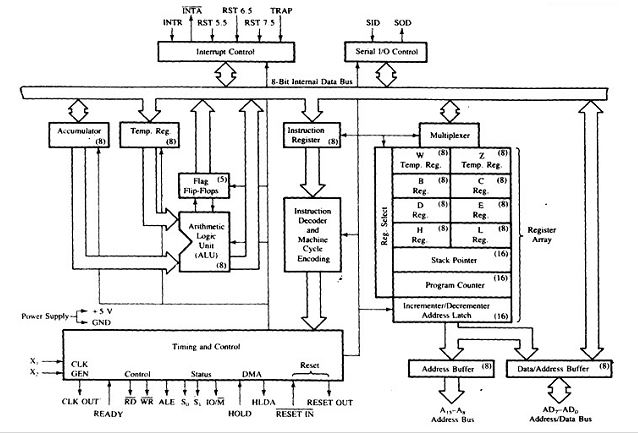 INTR
INTA
RST 5.5
RST 6.5
RST 7.5
TRAP
SID
SOD
Interrupt Control
Serial I/O Control
8-Bit Internal Data Bus
Accumulator
(8)
Temp. Reg.
(8)
Instruction
Register
(8)
Multiplexer
Flag (5)
Flip-Flops
Arithmetic
Logic
Unit
(ALU)
(8)
Instruction
Decoder
and
Machine
Cycle
Encoding
Reg. Select
W (8)
Temp. Reg.
Z (8)
Temp. Reg.
B (8)
Reg.
C (8)
Reg.
D (8)
Reg.
E (8)
Reg.
H (8)
Reg.
L (8)
Reg.
Stack Pointer (16)
Program Counter (16)
Incrementer/Decrementer
Address Latch (16)
Register
Array
Power Supply
+5 V
GND
Timing and Control
X₁
X₂
CLK
GEN
Control
Status
DMA
Reset
CLK OUT
READY
RD
WR
ALE
S₀
S₁
IO/M
HOLD
HLDA
RESET IN
RESET OUT
Address Buffer (8)
Data/Address Buffer (8)
A₁₅–A₈
Address Bus
AD₇–AD₀
Address/Data Bus